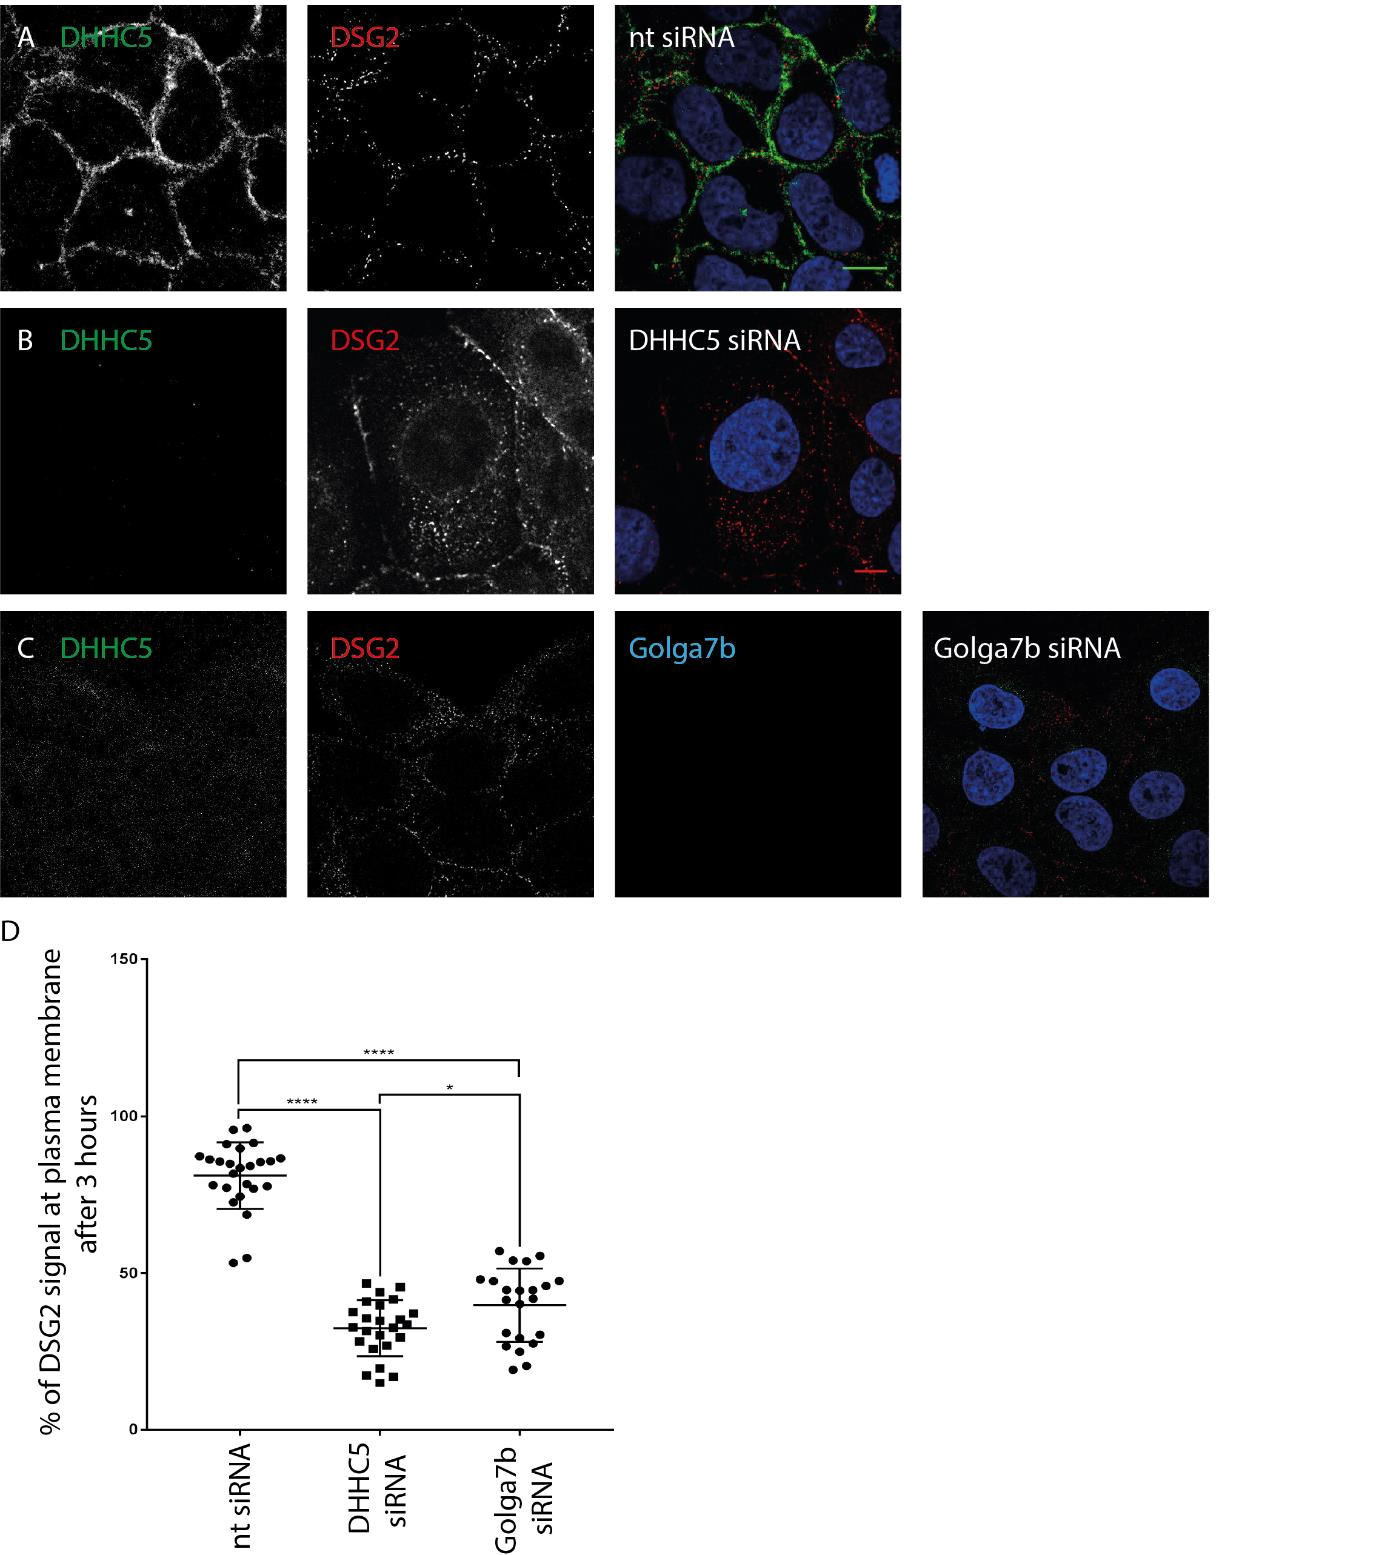 A DHHC5 DSG2 nt siRNA
B DHHC5 DSG2 DHHC5 siRNA
C DHHC5 DSG2 Golga7b Golga7b siRNA
D
% of DSG2 signal at plasma membrane
after 3 hours
150
100
50
0
****
*
****
nt siRNA
DHHC5
siRNA
Golga7b
siRNA